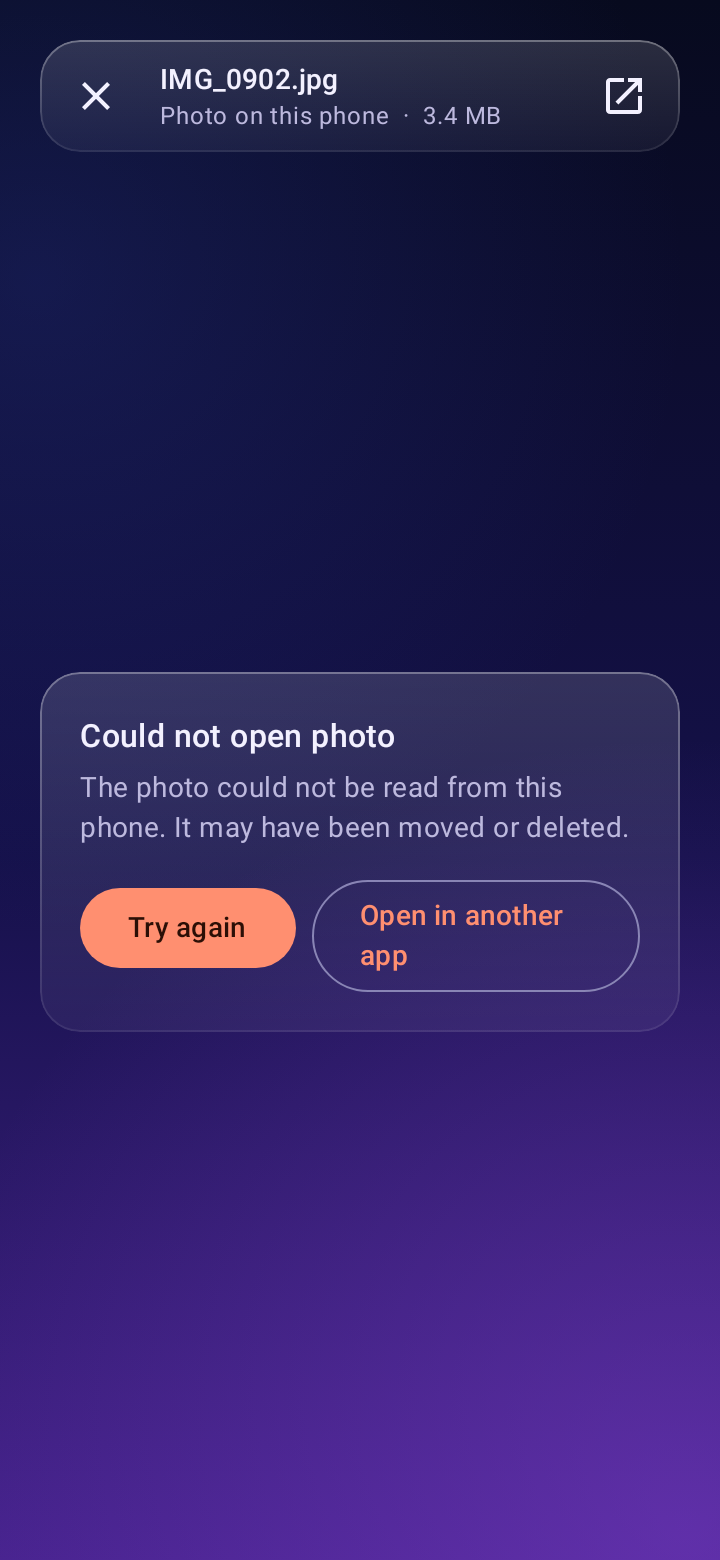 IMG_0902.jpg
Photo on this phone · 3.4 MB
Could not open photo
The photo could not be read from this
phone. It may have been moved or deleted.
Try again
Open in another
app